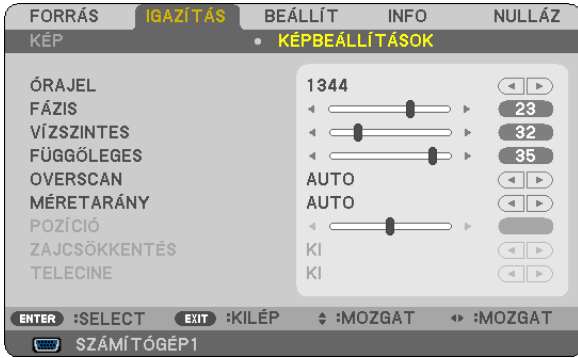 FORRÁS IGAZÍTÁS BEÁLLÍT INFO NULLÁZ
KÉP • KÉPBEÁLLÍTÁSOK
ÓRAJEL 1344
FÁZIS 23
VÍZSZINTES 32
FÜGGŐLEGES 35
OVERSCAN AUTO
MÉRETARÁNY AUTO
POZÍCIÓ
ZAJCSÖKKENTÉS KI
TELECINE KI
ENTER :SELECT EXIT :KILÉP :MOZGAT :MOZGAT
SZÁMÍTÓGÉP1